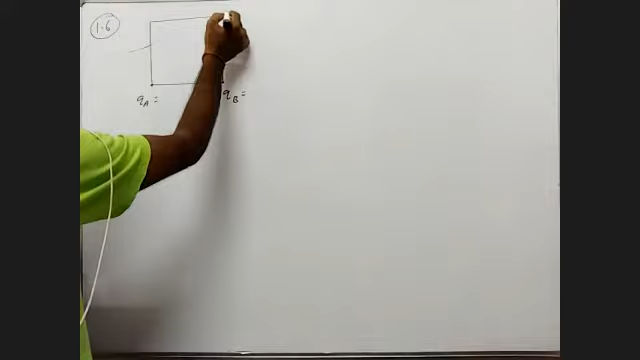 1.6
q_A =
q_B =